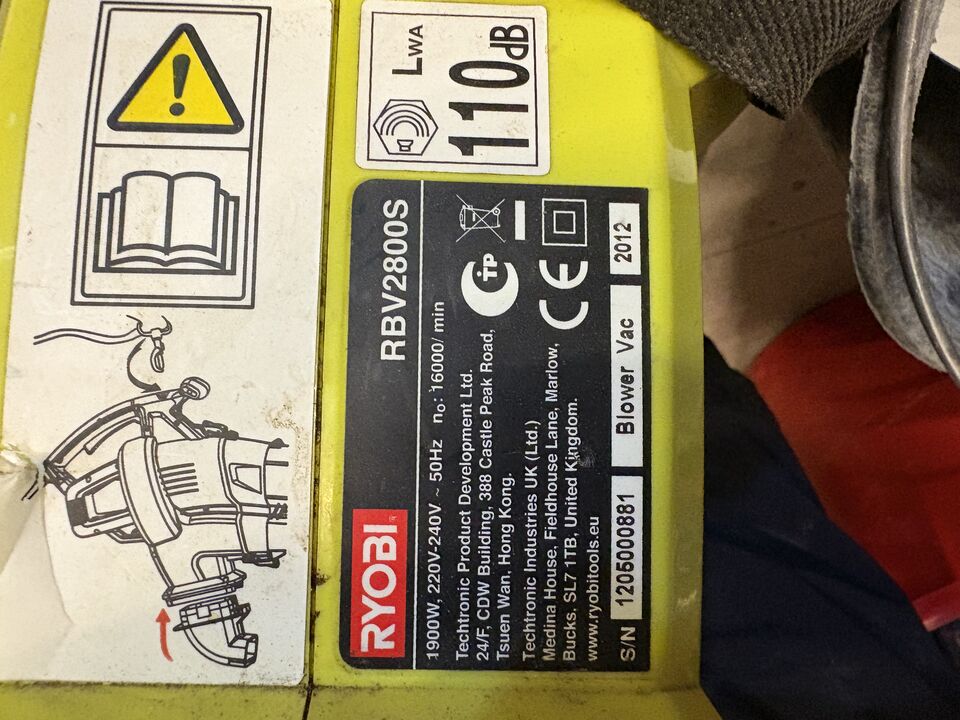 LWA
110dB
RYOBI
RBV2800S
1900W, 220V-240V ~ 50Hz n₀: 16000/ min
Techtronic Product Development Ltd.
24/F, CDW Building, 388 Castle Peak Road,
Tsuen Wan, Hong Kong.
Techtronic Industries UK (Ltd.)
Medina House, Fieldhouse Lane, Marlow,
Bucks, SL7 1TB, United Kingdom.
www.ryobitools.eu
CE
S/N 1205000881 Blower Vac 2012